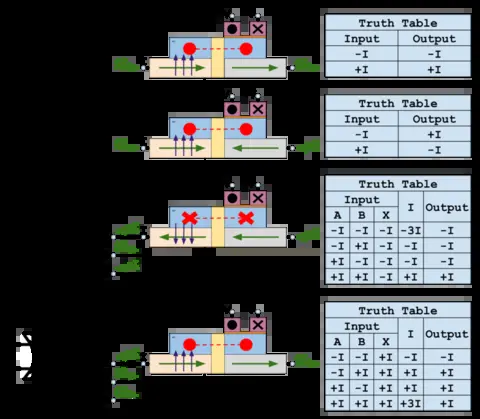 Truth Table
Input Output
-I -I
+I +I
Truth Table
Input Output
-I +I
+I -I
Truth Table
Input I Output
A B X
-I -I -I -3I -I
-I +I -I -I -I
+I -I -I -I -I
+I +I -I +I +I
Truth Table
Input I Output
A B X
-I -I +I -I -I
-I +I +I +I +I
+I -I +I +I +I
+I +I +I +3I +I